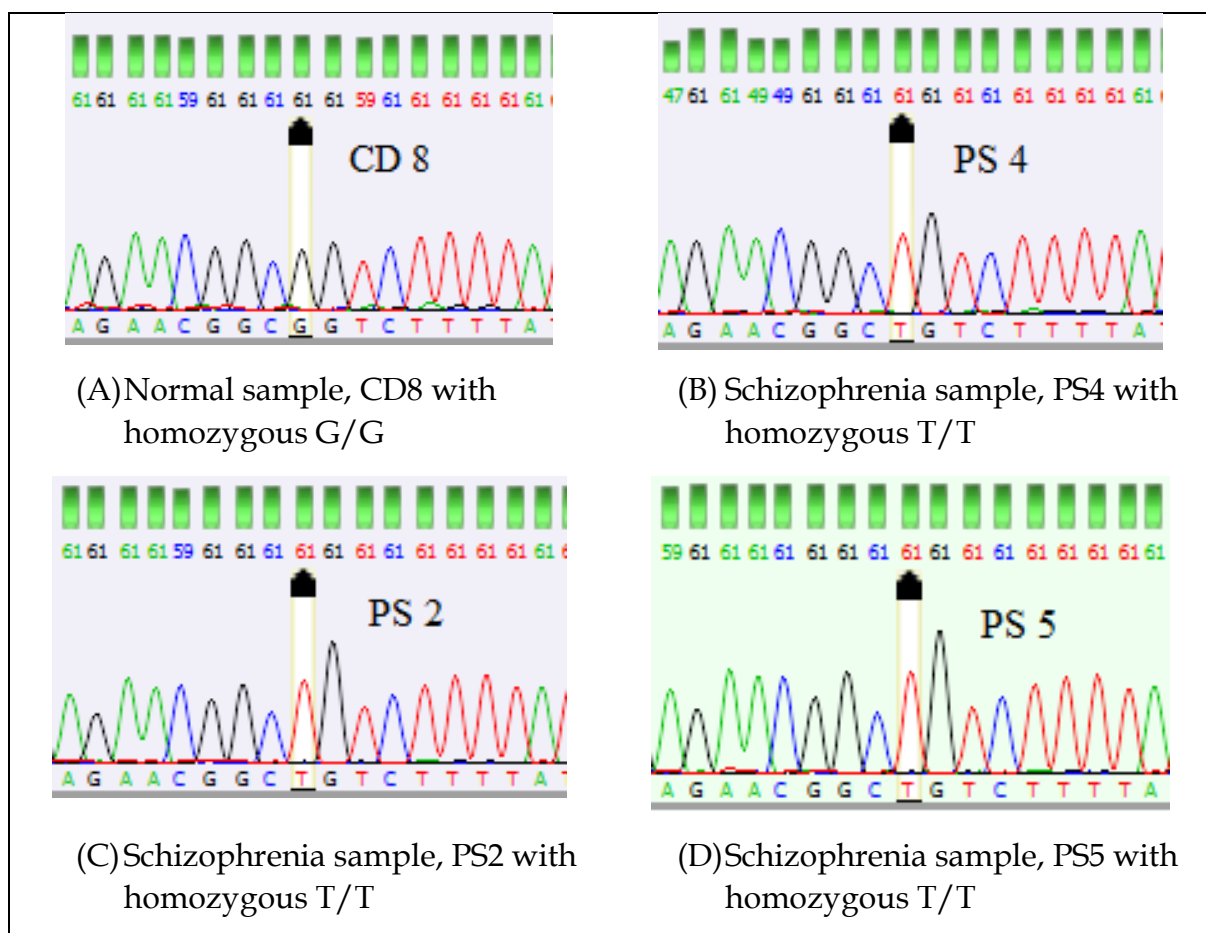 61 61 61 61 59 61 61 61 61 61 59 61 61 61 61 61 61
CD 8
A G A A C G G C G G T C T T T T A T
(A) Normal sample, CD8 with
homozygous G/G
47 61 61 49 49 61 61 61 61 61 61 61 61 61 61 61 61
PS 4
A G A A C G G C T G T C T T T T A T
(B) Schizophrenia sample, PS4 with
homozygous T/T
61 61 61 61 59 61 61 61 61 61 61 61 61 61 61 61 61
PS 2
A G A A C G G C T G T C T T T T A T
(C) Schizophrenia sample, PS2 with
homozygous T/T
59 61 61 61 61 61 61 61 61 61 61 61 61 61 61 61 61
PS 5
A G A A C G G C T G T C T T T T A
(D) Schizophrenia sample, PS5 with
homozygous T/T